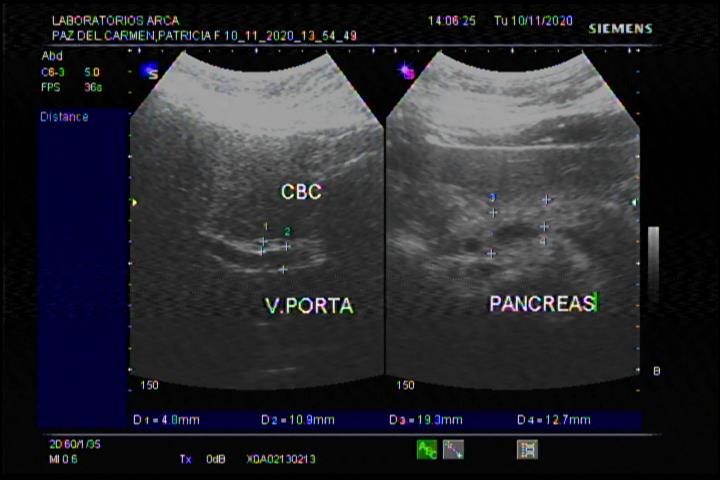 LABORATORIOS ARCA 14:06:25 Tu 10/11/2020
PAZ DEL CARMEN,PATRICIA F 10_11_2020_13_54_49 SIEMENS
Abd
C6-3 5.0
FPS 36s
S S
Distance
CBC
1 2
3
V.PORTA
PANCREAS
B
150 150
D1=4.8mm D2=10.9mm D3=19.3mm D4=12.7mm
2D 60/1/35
MI 0.6 Tx 0dB XDA02130213